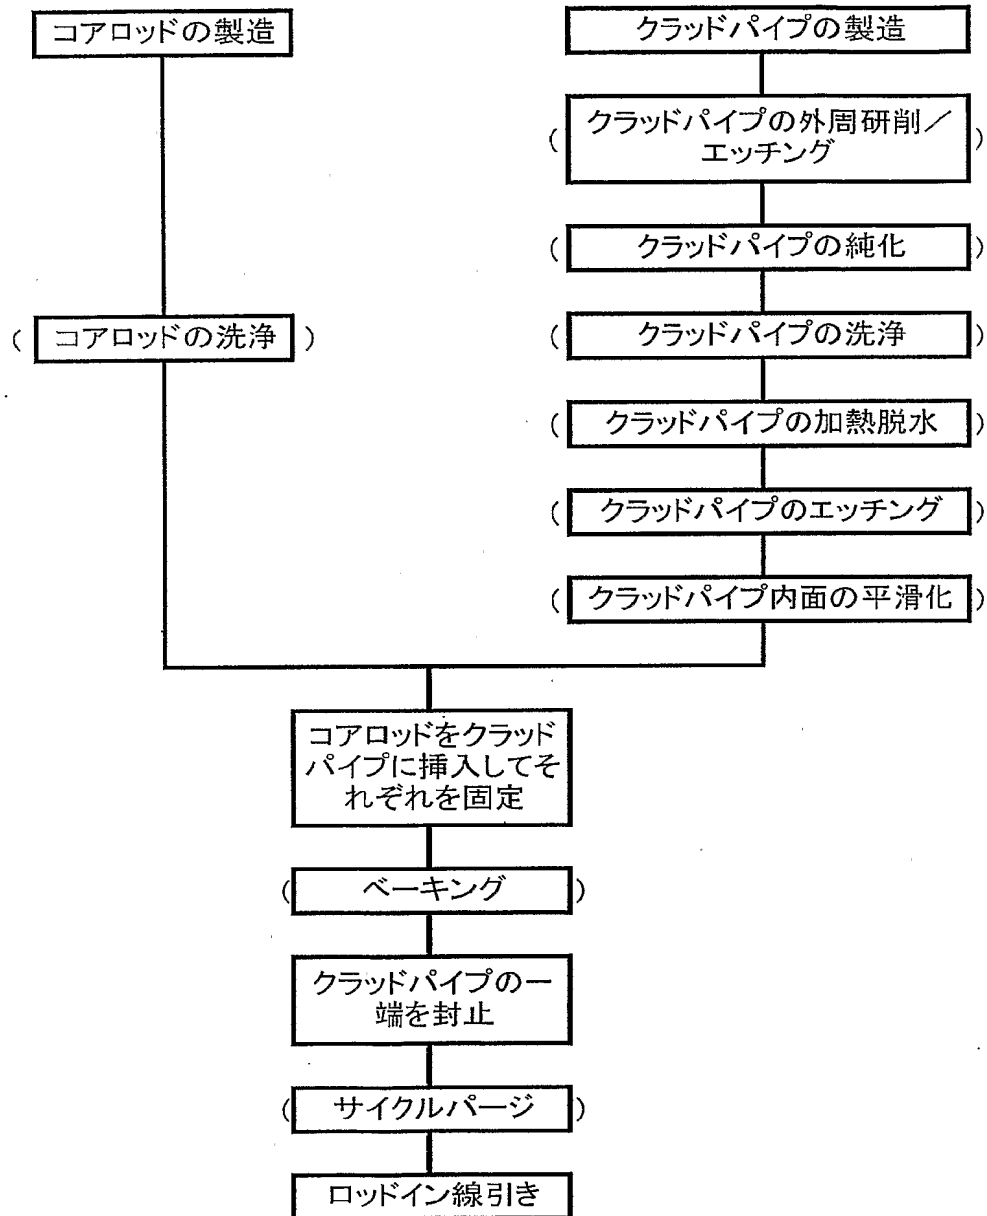 コアロッドの製造
クラッドパイプの製造
( クラッドパイプの外周研削／
エッチング )
( クラッドパイプの純化 )
( コアロッドの洗浄 )
( クラッドパイプの洗浄 )
( クラッドパイプの加熱脱水 )
( クラッドパイプのエッチング )
( クラッドパイプ内面の平滑化 )
コアロッドをクラッド
パイプに挿入してそ
れぞれを固定
( ベーキング )
クラッドパイプの一
端を封止
( サイクルパージ )
ロッドイン線引き